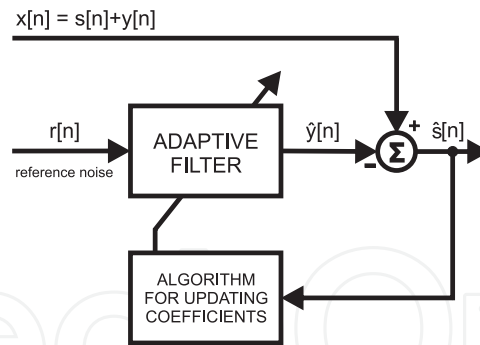 x[n] = s[n]+y[n]
r[n]
reference noise
ADAPTIVE
FILTER
ŷ[n]
+
-
Σ
ŝ[n]
ALGORITHM
FOR UPDATING
COEFFICIENTS